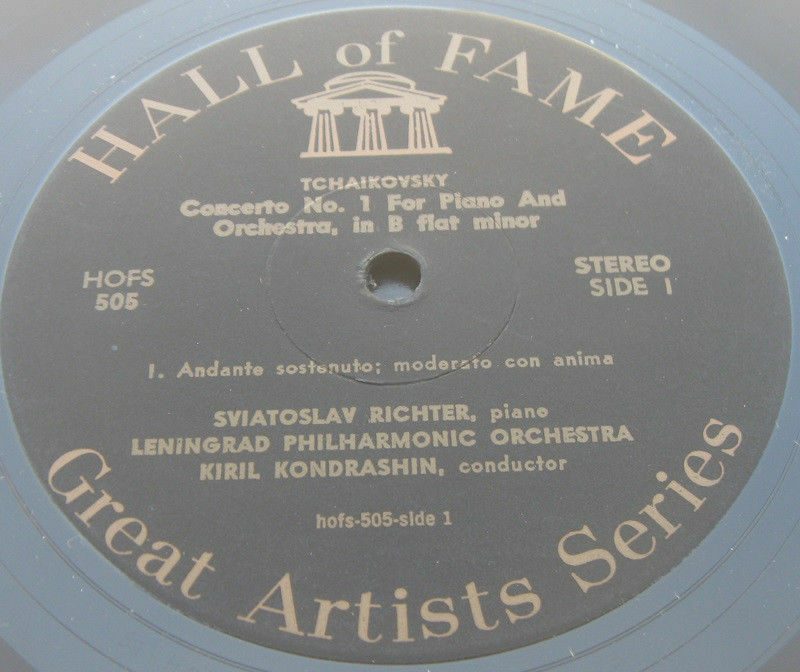 HALL of FAME
TCHAIKOVSKY
Concerto No. 1 For Piano And
Orchestra, in B flat minor
HOFS
505
STEREO
SIDE 1
1. Andante sostenuto; moderato con anima
SVIATOSLAV RICHTER, piano
LENINGRAD PHILHARMONIC ORCHESTRA
KIRIL KONDRASHIN, conductor
hofs-505-side 1
Great Artists Series